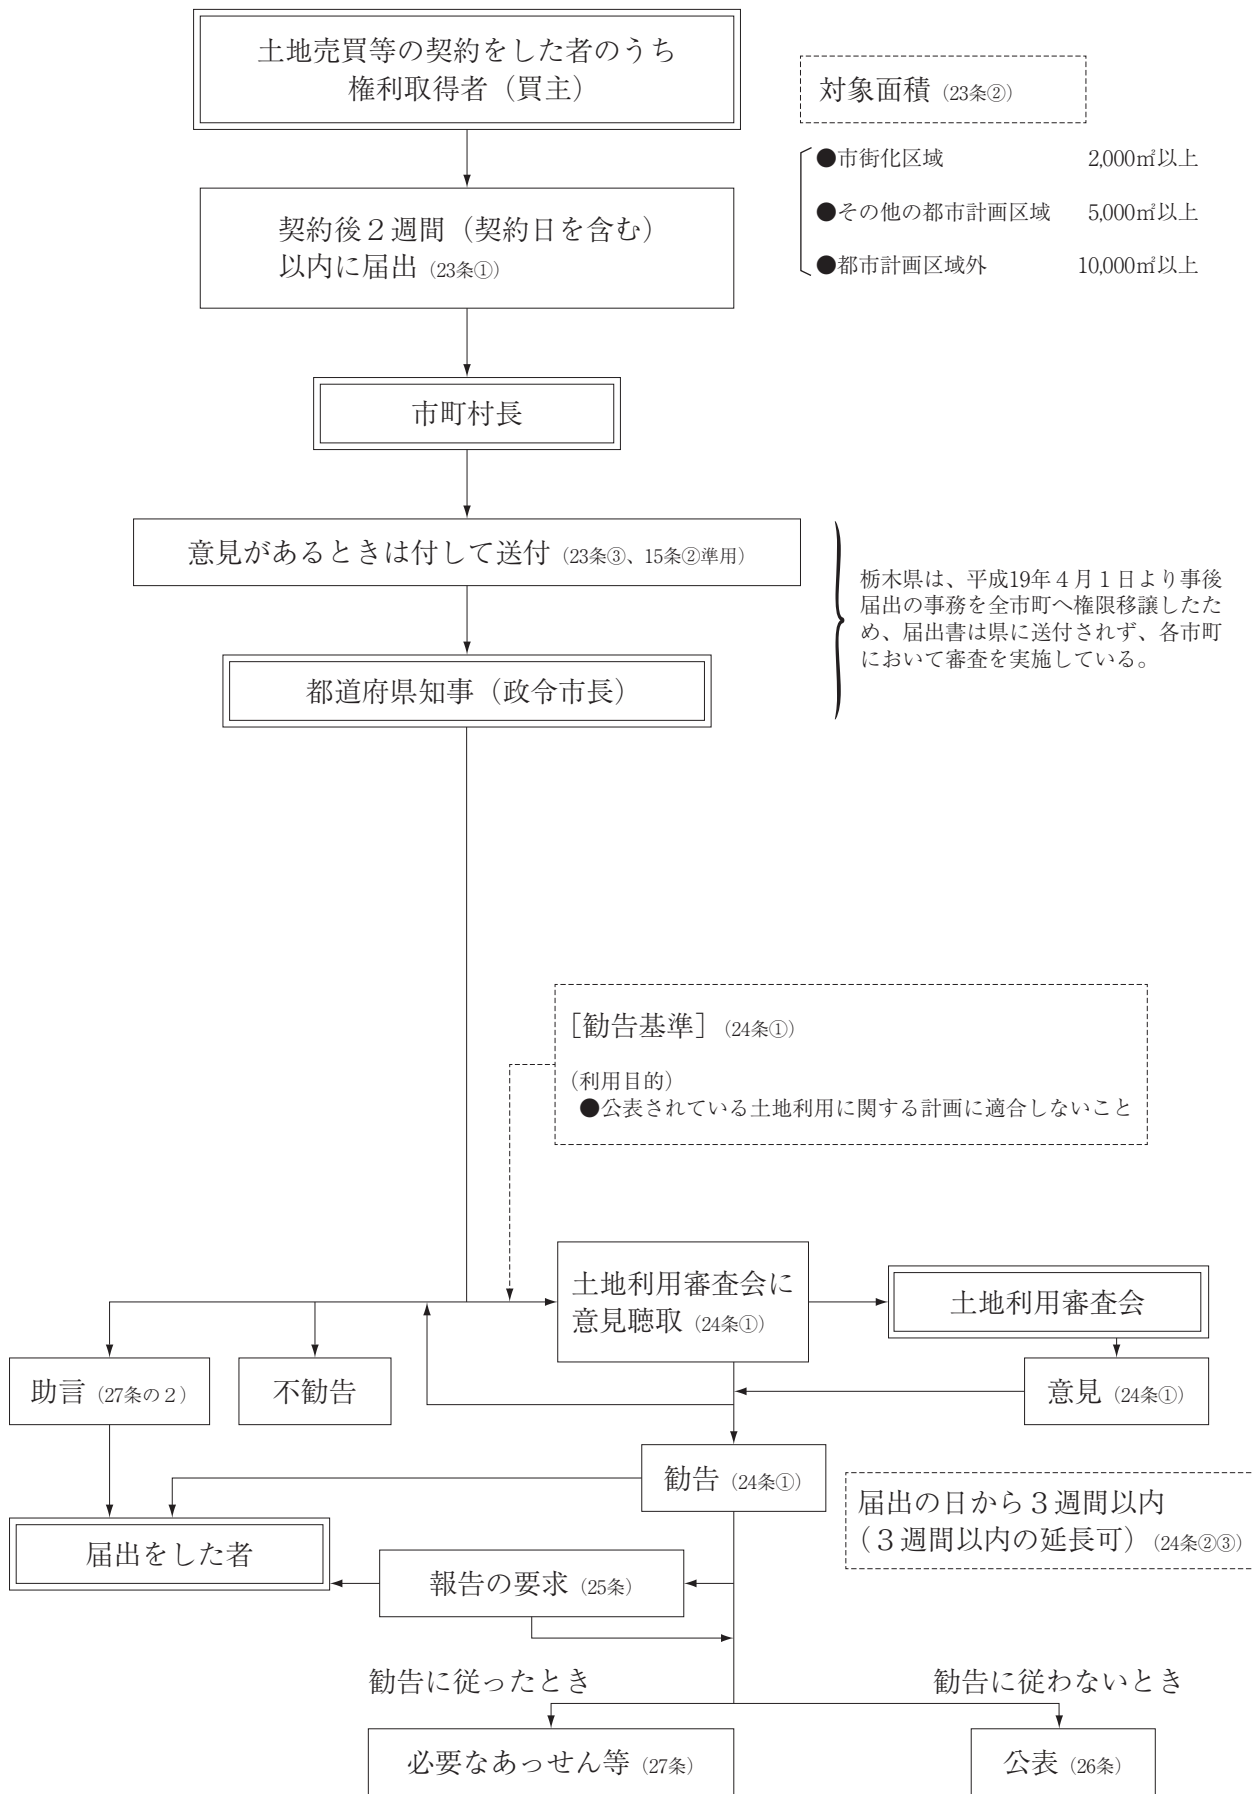 土地売買等の契約をした者のうち
権利取得者（買主）
対象面積（23条②）
●市街化区域 2,000㎡以上
●その他の都市計画区域 5,000㎡以上
●都市計画区域外 10,000㎡以上
契約後２週間（契約日を含む）
以内に届出（23条①）
市町村長
意見があるときは付して送付（23条③、15条②準用）
栃木県は、平成19年４月１日より事後
届出の事務を全市町へ権限移譲したた
め、届出書は県に送付されず、各市町
において審査を実施している。
都道府県知事（政令市長）
［勧告基準］（24条①）
（利用目的）
●公表されている土地利用に関する計画に適合しないこと
土地利用審査会に
意見聴取（24条①）
土地利用審査会
助言（27条の２）
不勧告
意見（24条①）
勧告（24条①）
届出の日から３週間以内
（３週間以内の延長可）（24条②③）
届出をした者
報告の要求（25条）
勧告に従ったとき
勧告に従わないとき
必要なあっせん等（27条）
公表（26条）